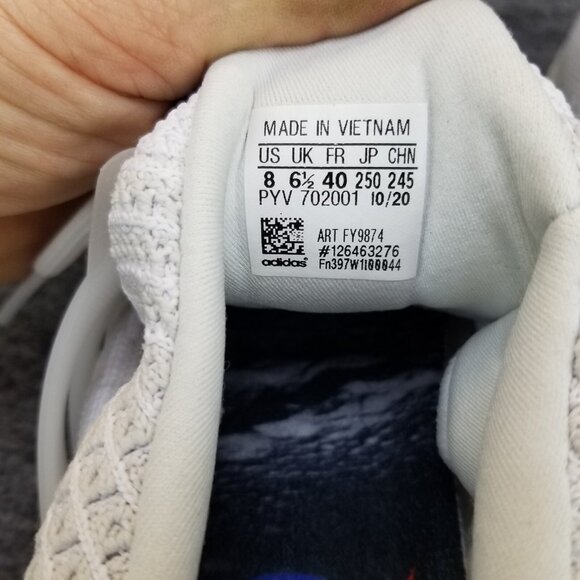 MADE IN VIETNAM
US UK FR JP CHN
8 6½ 40 250 245
PYV 702001 10/20
ART FY9874
#126463276
adidas